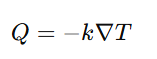 Q = −k∇T